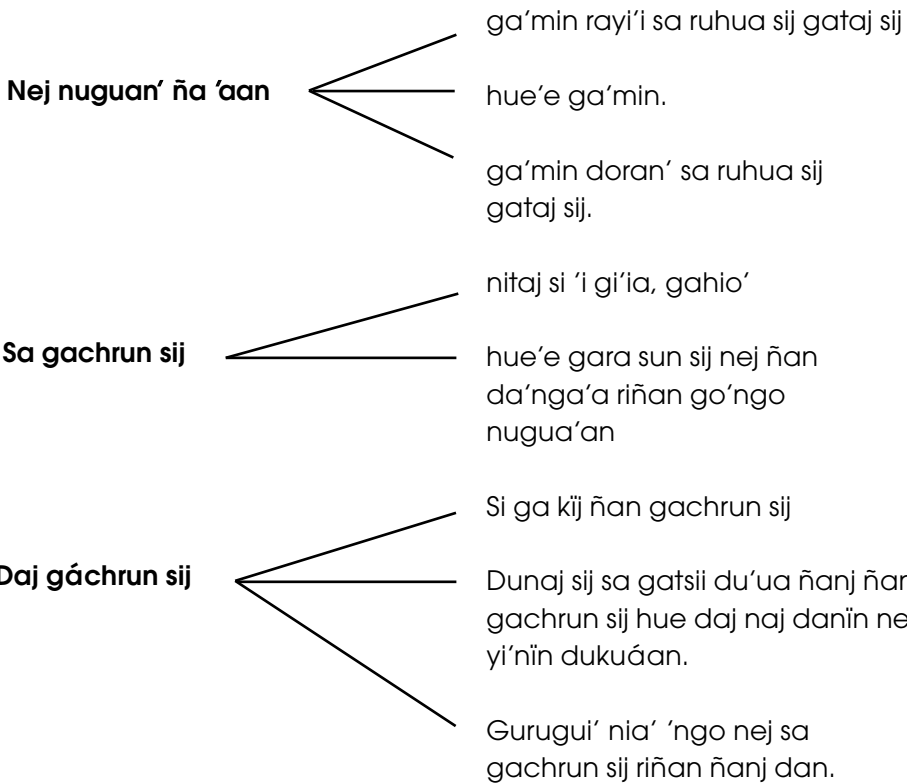 Nej nuguan' ña 'aan
ga'min rayi'i sa ruhua sij gataj sij
hue'e ga'min.
ga'min doran' sa ruhua sij
gataj sij.
Sa gachrun sij
nitaj si 'i gi'ia, gahio'
hue'e gara sun sij nej ñan
da'nga'a riñan go'ngo
nugua'an
Daj gáchrun sij
Si ga kïj ñan gachrun sij
Dunaj sij sa gatsii du'ua ñanj
gachrun sij hue daj naj danïn
yi'nïn dukuáan.
Gurugui' nia' 'ngo nej sa
gachrun sij riñan ñanj dan.